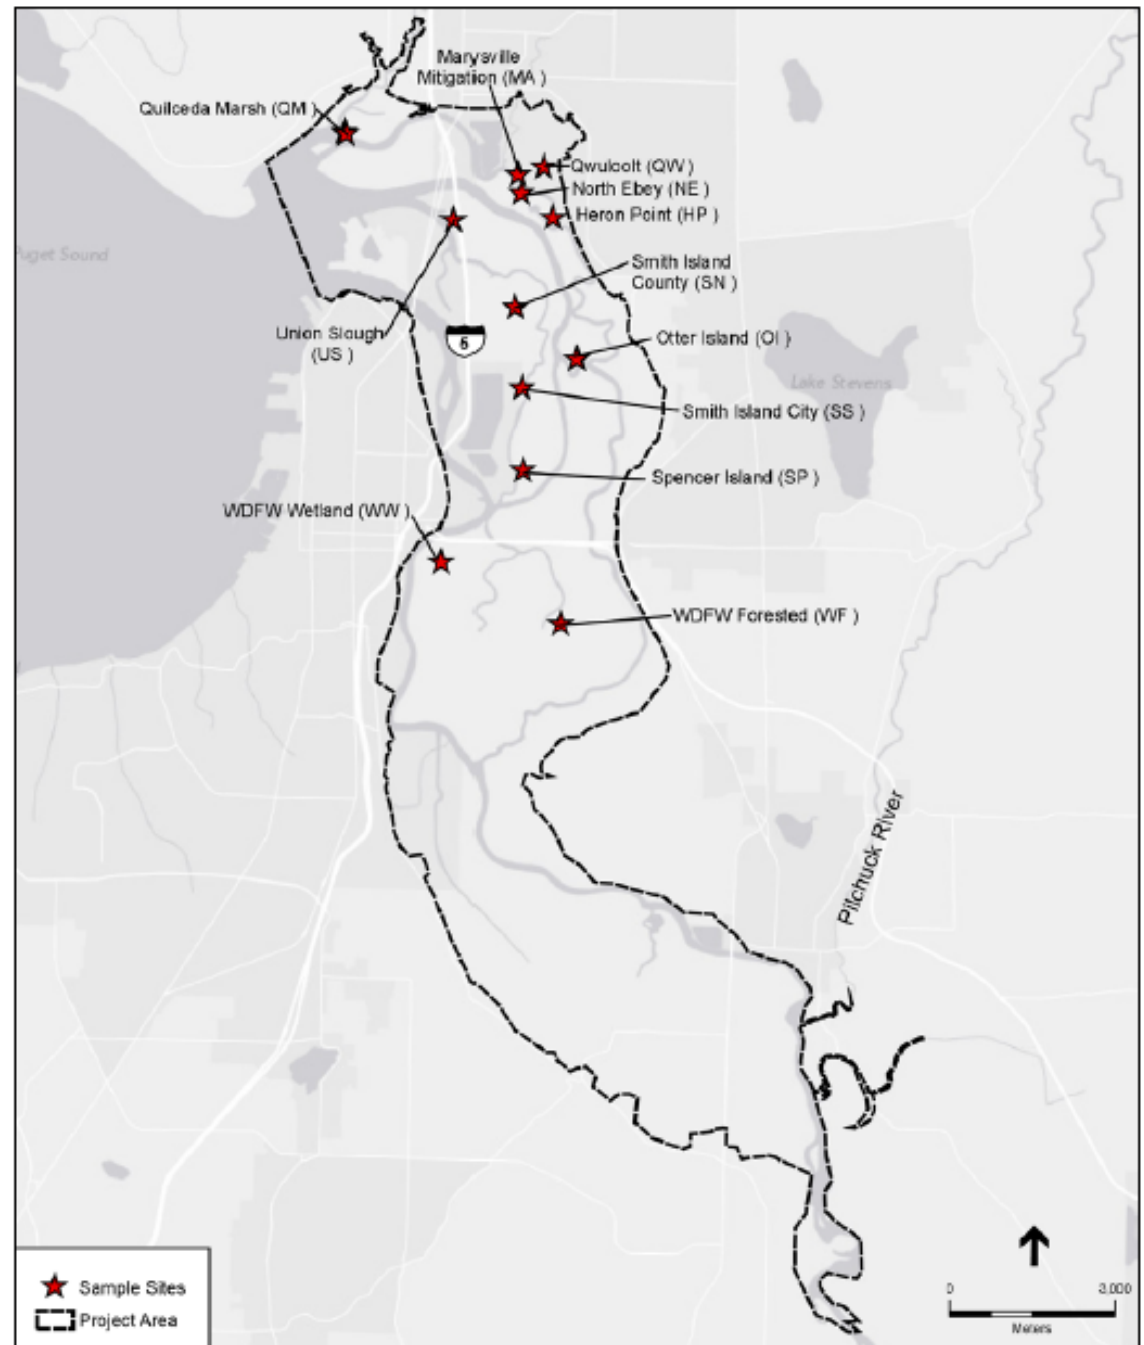 Marysville
Mitigation (MA )
Quilceda Marsh (QM )
Qwuloolt (QW)
North Ebey (NE )
Heron Point (HP )
Puget Sound
Smith Island
County (SN )
Union Slough
(US )
5
Otter Island (OI )
Lake Stevens
Smith Island City (SS )
Spencer Island (SP )
WDFW Wetland (WW )
WDFW Forested (WF )
Pilchuck River
Sample Sites
Project Area
0 3,000
Meters